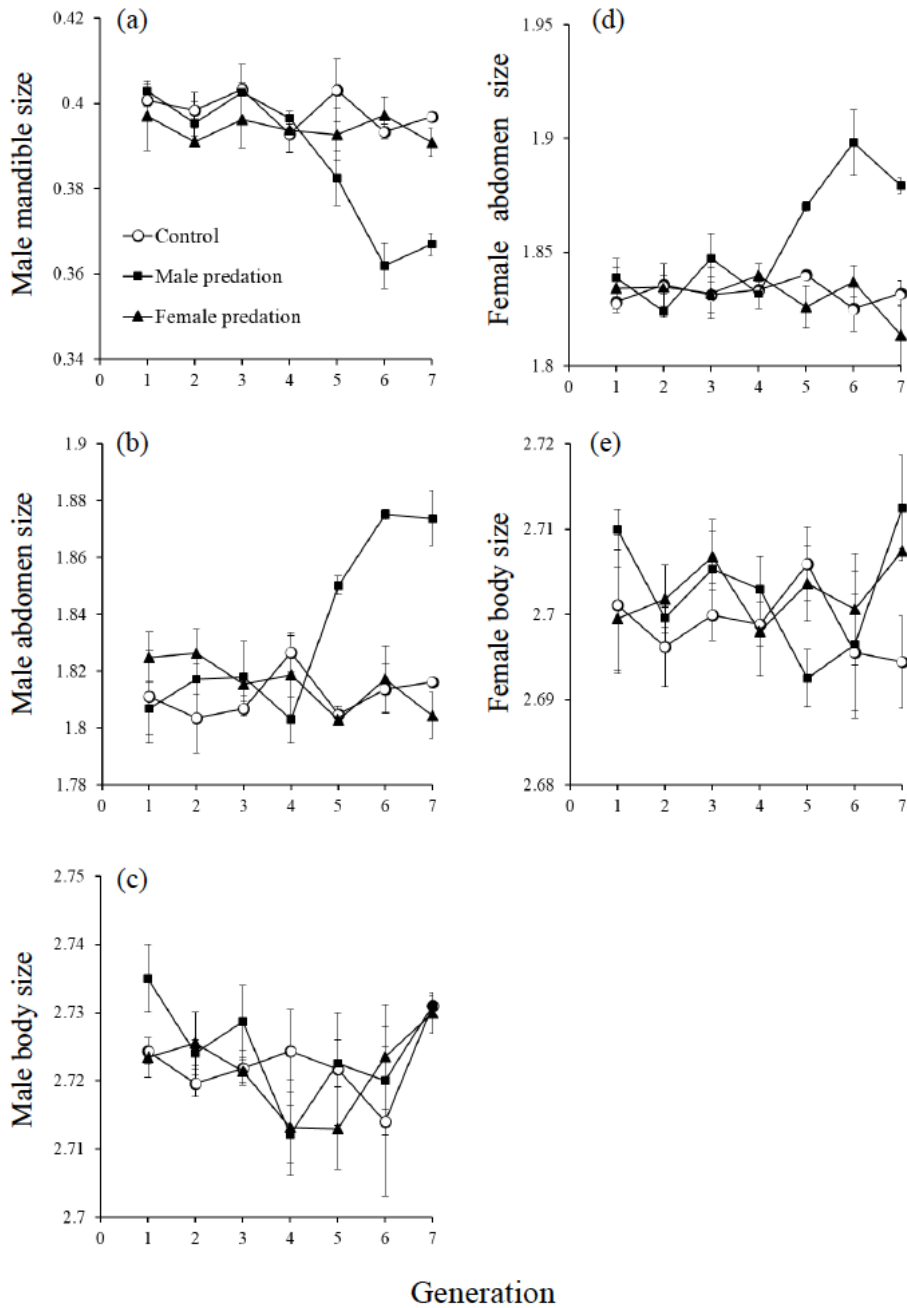 (a)
Male mandible size
0.42
0.4
0.38
0.36
0.34
Control
Male predation
Female predation
0 1 2 3 4 5 6 7
(d)
Female abdomen size
1.95
1.9
1.85
1.8
0 1 2 3 4 5 6 7
(b)
Male abdomen size
1.9
1.88
1.86
1.84
1.82
1.8
1.78
0 1 2 3 4 5 6 7
(e)
Female body size
2.72
2.71
2.7
2.69
2.68
0 1 2 3 4 5 6 7
(c)
Male body size
2.75
2.74
2.73
2.72
2.71
2.7
0 1 2 3 4 5 6 7
Generation